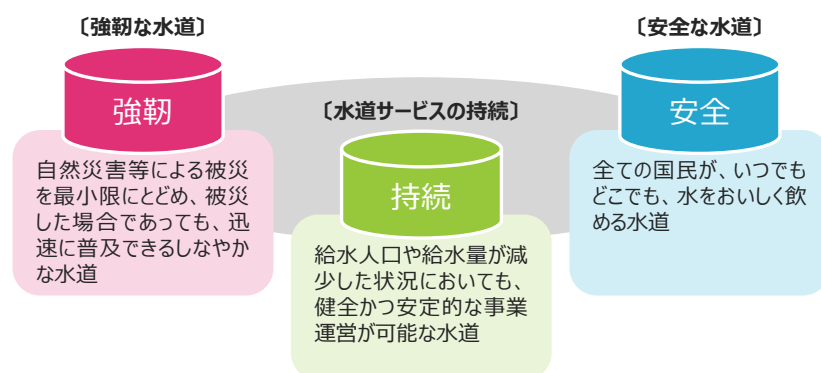 〔強靭な水道〕
強靭
自然災害等による被災
を最小限にとどめ、被災
した場合であっても、迅
速に普及できるしなやか
な水道
〔水道サービスの持続〕
持続
給水人口や給水量が減
少した状況においても、
健全かつ安定的な事業
運営が可能な水道
〔安全な水道〕
安全
全ての国民が、いつでも
どこでも、水をおいしく飲
める水道